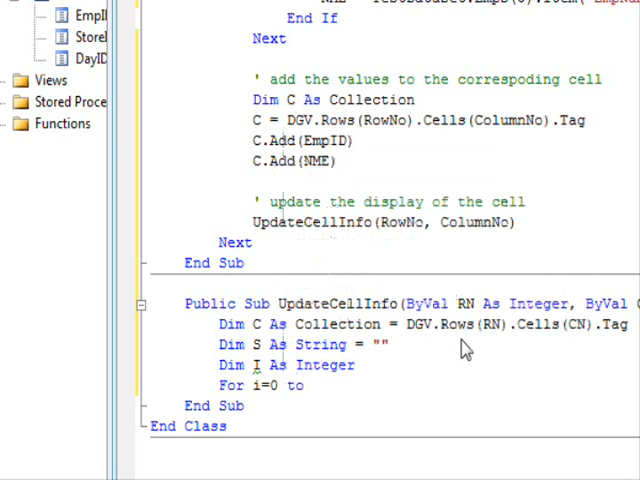 EmpI
Store
DayID
Views
Stored Proce
Functions
End If
Next
' add the values to the correspoding cell
Dim C As Collection
C = DGV.Rows(RowNo).Cells(ColumnNo).Tag
C.Add(EmpID)
C.Add(NME)
' update the display of the cell
UpdateCellInfo(RowNo, ColumnNo)
Next
End Sub
Public Sub UpdateCellInfo(ByVal RN As Integer, ByVal
Dim C As Collection = DGV.Rows(RN).Cells(CN).Tag
Dim S As String = ""
Dim I As Integer
For i=0 to
End Sub
End Class